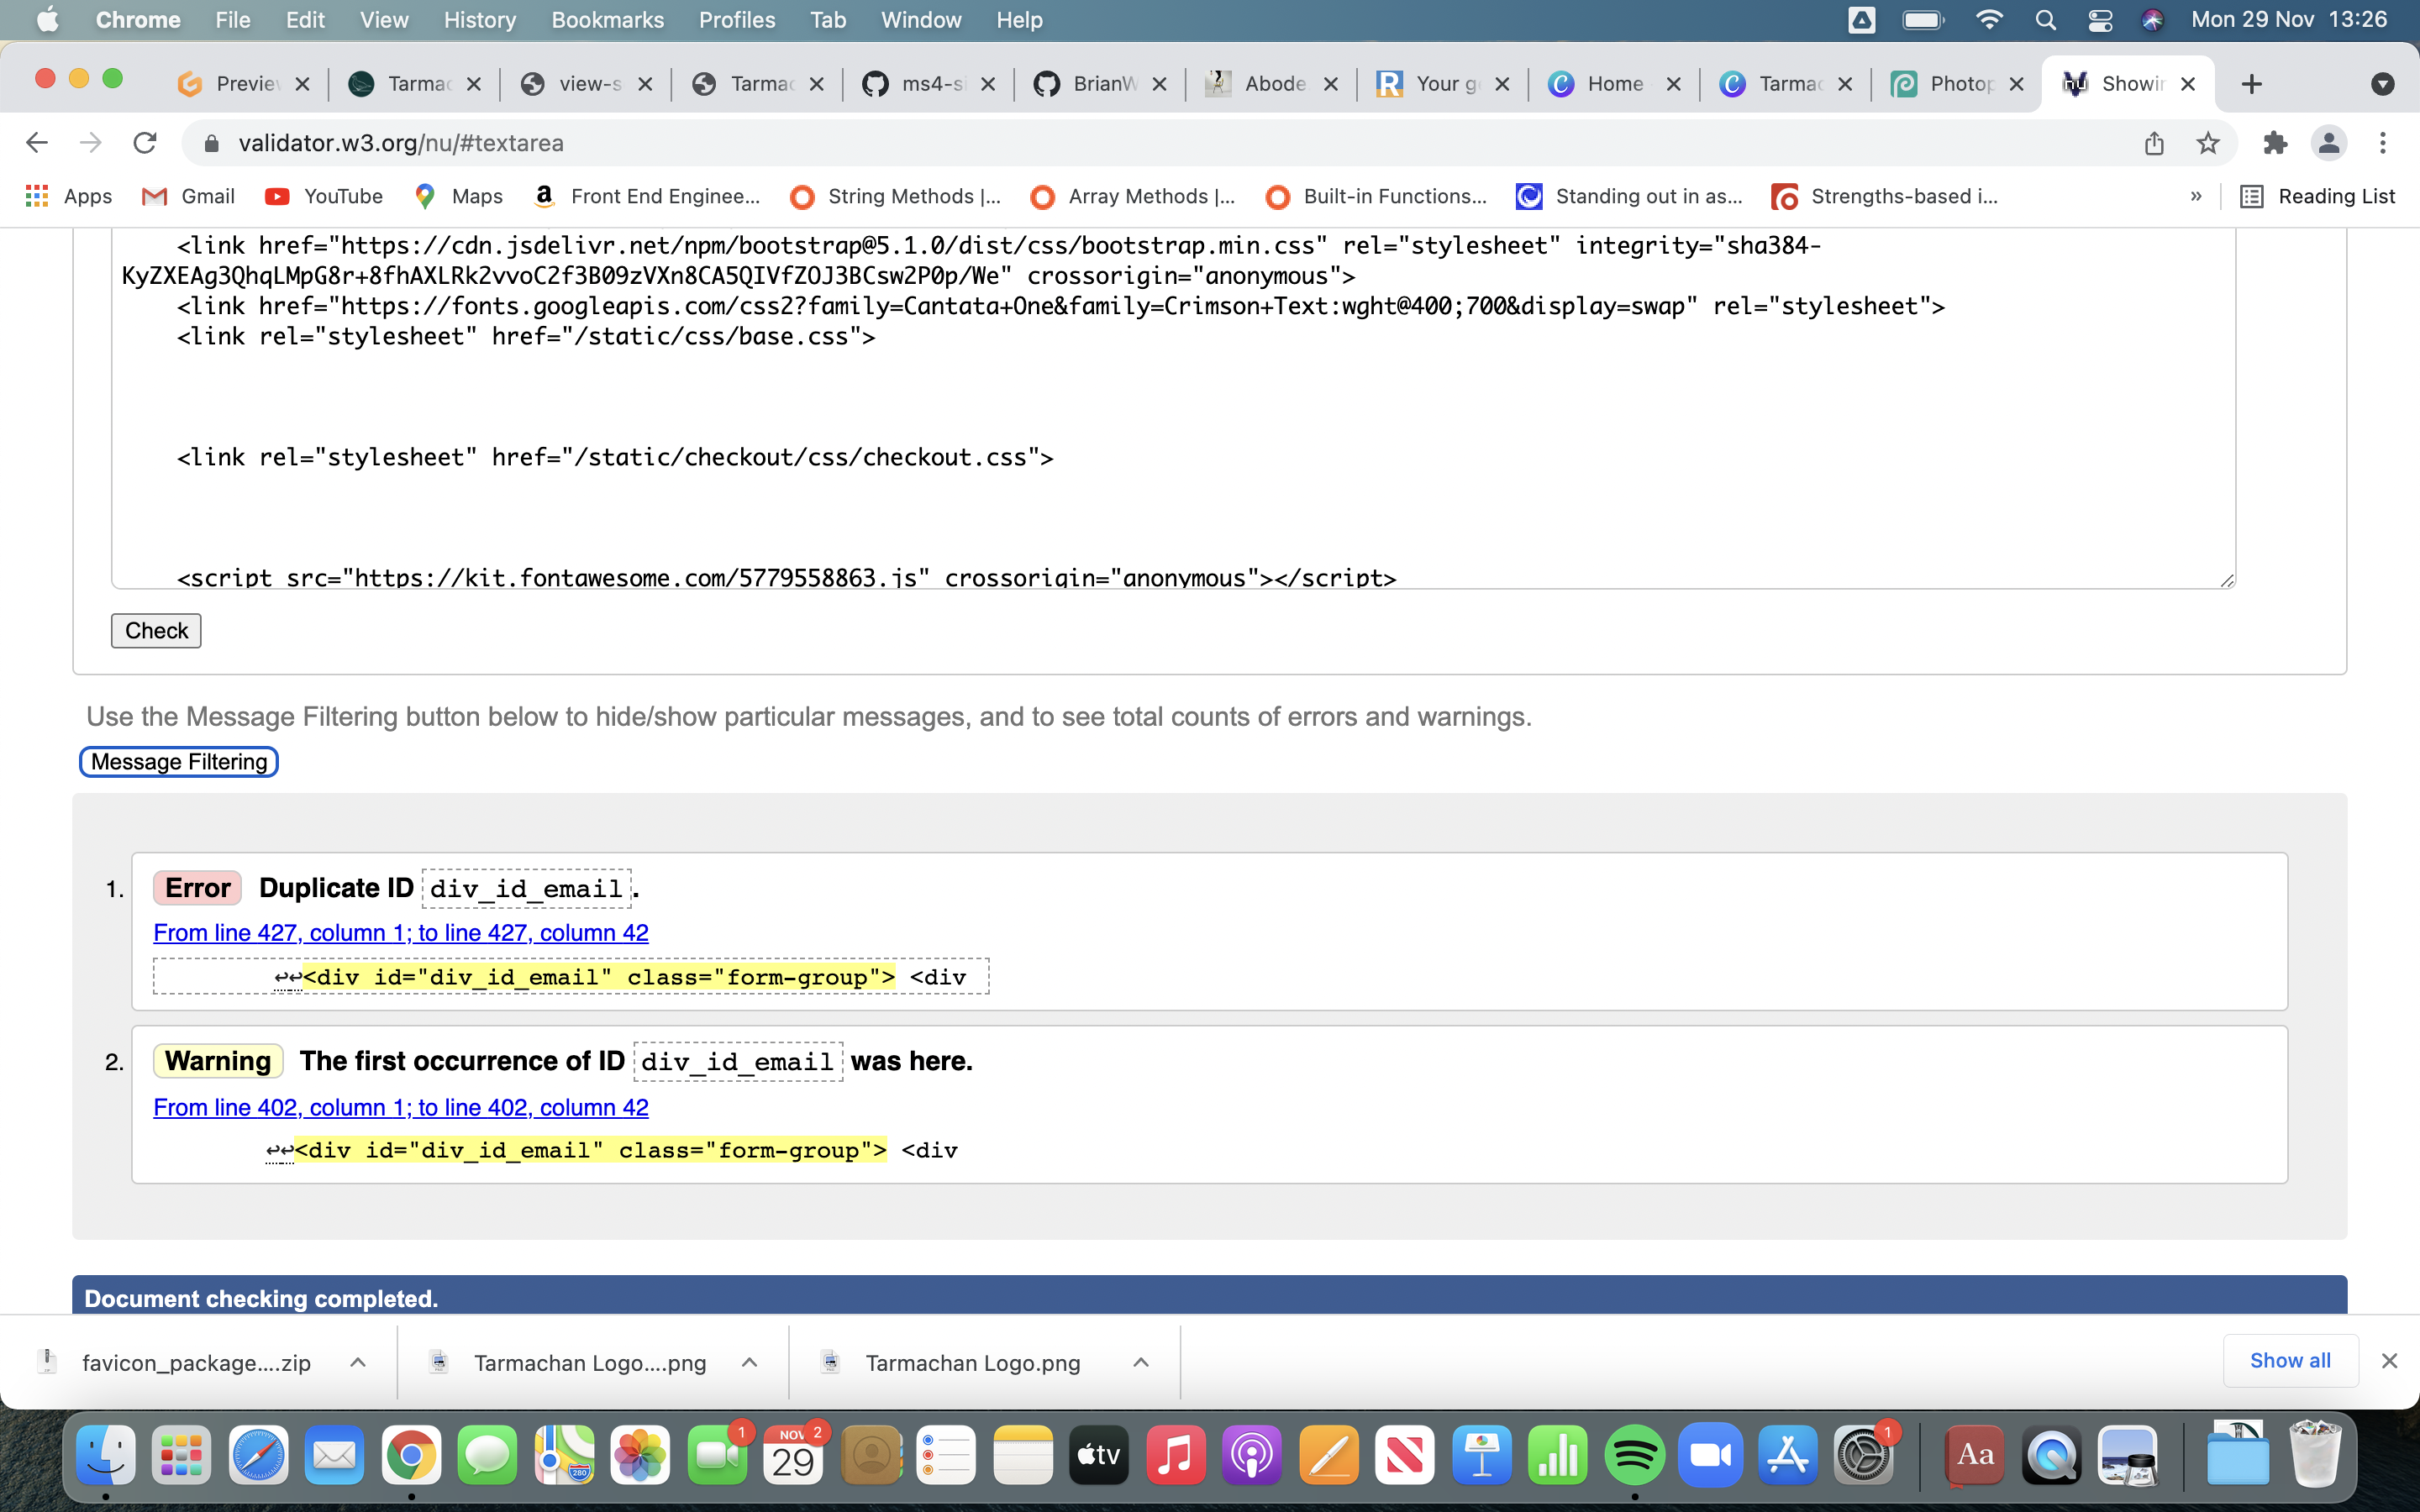 Chrome File Edit View History Bookmarks Profiles Tab Window Help Mon 29 Nov 13:26
Preview Tarmac view-s Tarmac ms4-si BrianW Abode Your g Home Tarmac Photop Showin
validator.w3.org/nu/#textarea
Apps Gmail YouTube Maps Front End Enginee... String Methods |... Array Methods |... Built-in Functions... Standing out in as... Strengths-based i... » Reading List
<link href="https://cdn.jsdelivr.net/npm/bootstrap@5.1.0/dist/css/bootstrap.min.css" rel="stylesheet" integrity="sha384-
KyZXEAg3QhqLMpG8r+8fhAXLRk2vvoC2f3B09zVXn8CA5QIVfZOJ3BCsw2P0p/We" crossorigin="anonymous">
<link href="https://fonts.googleapis.com/css2?family=Cantata+One&family=Crimson+Text:wght@400;700&display=swap" rel="stylesheet">
<link rel="stylesheet" href="/static/css/base.css">
<link rel="stylesheet" href="/static/checkout/css/checkout.css">
<script src="https://kit.fontawesome.com/5779558863.js" crossorigin="anonymous"></script>
Check
Use the Message Filtering button below to hide/show particular messages, and to see total counts of errors and warnings.
Message Filtering
1. Error Duplicate ID div_id_email.
From line 427, column 1; to line 427, column 42
↩↩<div id="div_id_email" class="form-group"> <div
2. Warning The first occurrence of ID div_id_email was here.
From line 402, column 1; to line 402, column 42
↩↩<div id="div_id_email" class="form-group"> <div
Document checking completed.
favicon_package....zip Tarmachan Logo....png Tarmachan Logo.png Show all
1 NOV 2 29 280 tv 1 Aa